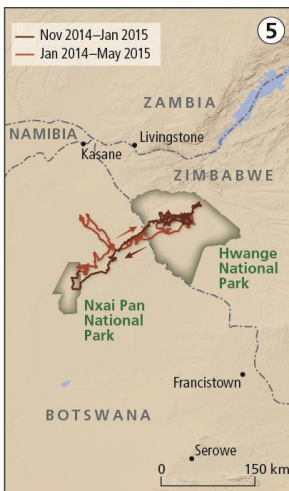 Nov 2014–Jan 2015
Jan 2014–May 2015
5
ZAMBIA
NAMIBIA
Livingstone
Kasane
ZIMBABWE
Hwange
National
Park
Nxai Pan
National
Park
Francistown
BOTSWANA
Serowe
0 150 km